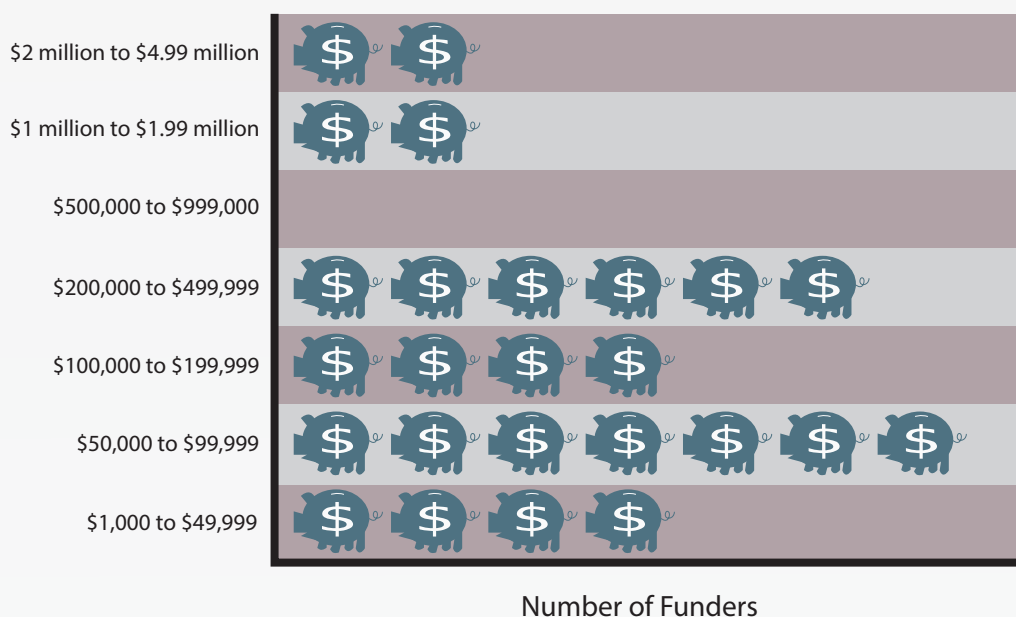 $2 million to $4.99 million
$ $
$1 million to $1.99 million
$ $
$500,000 to $999,000
$200,000 to $499,999
$ $ $ $ $ $
$100,000 to $199,999
$ $ $ $
$50,000 to $99,999
$ $ $ $ $ $ $
$1,000 to $49,999
$ $ $ $
Number of Funders